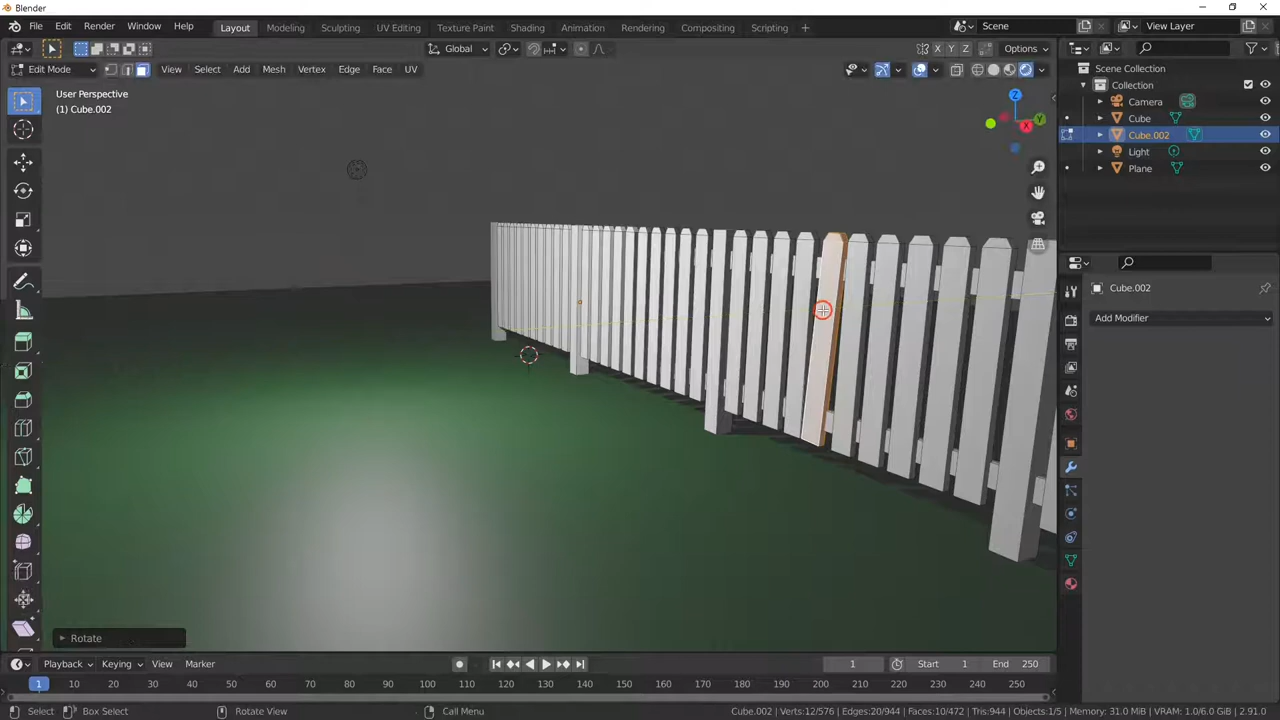 Blender
File Edit Render Window Help Layout Modeling Sculpting UV Editing Texture Paint Shading Animation Rendering Compositing Scripting + Scene View Layer
Global X Y Z Options
Edit Mode View Select Add Mesh Vertex Edge Face UV
User Perspective
(1) Cube.002
Z
Y
X
Scene Collection
Collection
Camera
Cube
Cube.002
Light
Plane
Cube.002
Add Modifier
Rotate
Playback Keying View Marker 1 Start 1 End 250
1 10 20 30 40 50 60 70 80 90 100 110 120 130 140 150 160 170 180 190 200 210 220 230 240 250
Select Box Select Rotate View Call Menu Cube.002 | Verts:12/576 | Edges:20/944 | Faces:10/472 | Tris:944 | Objects:1/5 | Memory: 31.0 MiB | VRAM: 1.0/6.0 GiB | 2.91.0